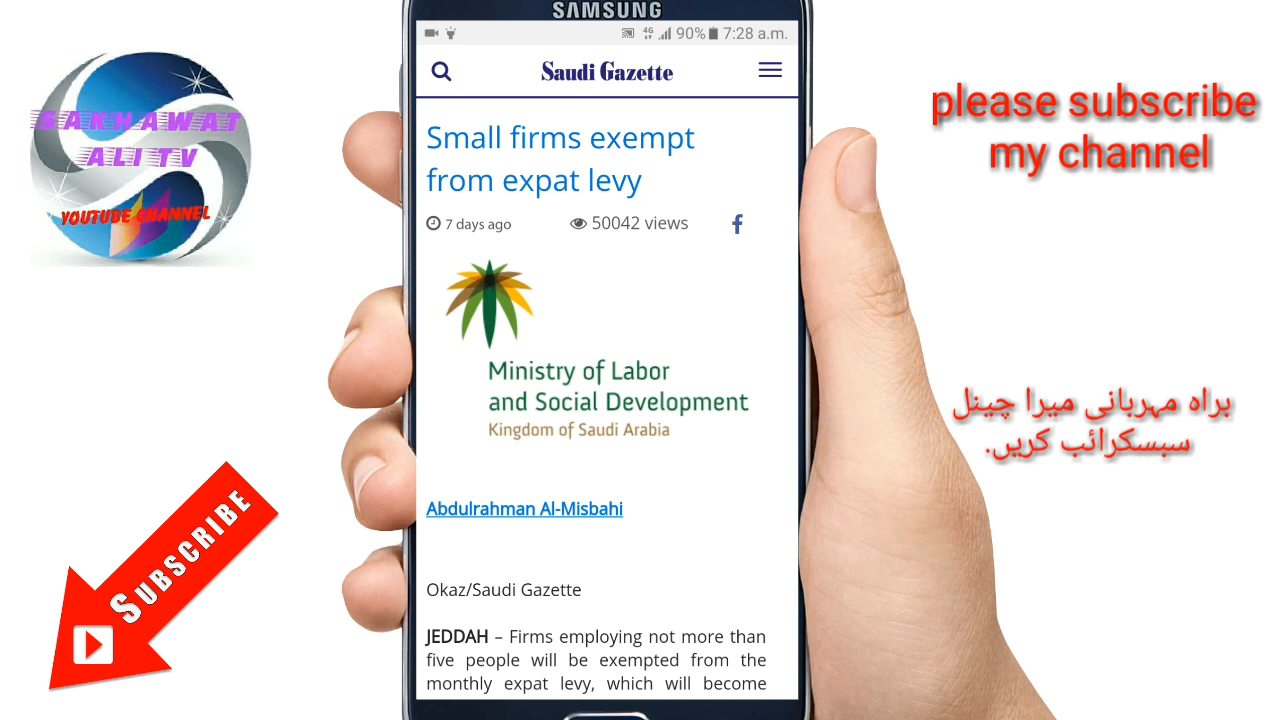 SAMSUNG
4G 90% 7:28 a.m.
Saudi Gazette
Small firms exempt
from expat levy
7 days ago 50042 views
Ministry of Labor
and Social Development
Kingdom of Saudi Arabia
Abdulrahman Al-Misbahi
Okaz/Saudi Gazette
JEDDAH – Firms employing not more than
five people will be exempted from the
monthly expat levy, which will become
SAKHAWAT
ALI TV
YOUTUBE CHANNEL
SUBSCRIBE
please subscribe
my channel
براہ مہربانی میرا چینل
سبسکرائب کریں.